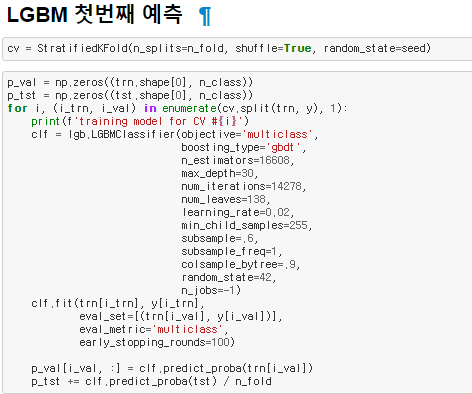 LGBM 첫번째 예측 ¶
cv = StratifiedKFold(n_splits=n_fold, shuffle=True, random_state=seed)
p_val = np.zeros((trn.shape[0], n_class))
p_tst = np.zeros((tst.shape[0], n_class))
for i, (i_trn, i_val) in enumerate(cv.split(trn, y), 1):
    print(f'training model for CV #{i}')
    clf = lgb.LGBMClassifier(objective='multiclass',
                             boosting_type='gbdt',
                             n_estimators=16608,
                             max_depth=30,
                             num_iterations=14278,
                             num_leaves=138,
                             learning_rate=0.02,
                             min_child_samples=255,
                             subsample=.6,
                             subsample_freq=1,
                             colsample_bytree=.9,
                             random_state=42,
                             n_jobs=-1)
    clf.fit(trn[i_trn], y[i_trn],
            eval_set=[(trn[i_val], y[i_val])],
            eval_metric='multiclass',
            early_stopping_rounds=100)
    p_val[i_val, :] = clf.predict_proba(trn[i_val])
    p_tst += clf.predict_proba(tst) / n_fold